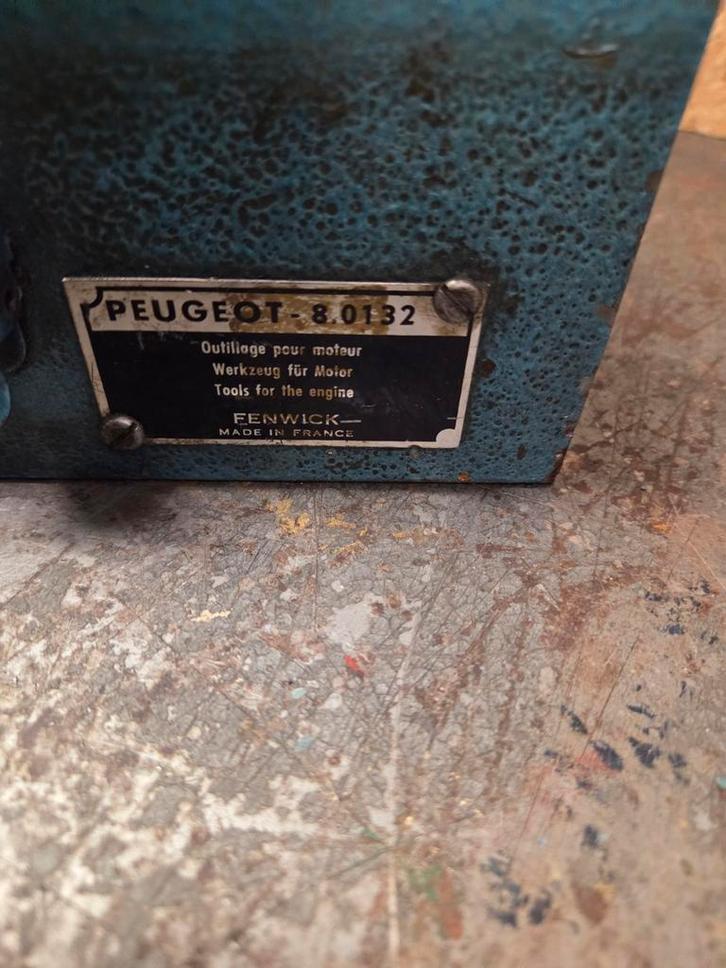 PEUGEOT - 8.0132
Outillage pour moteur
Werkzeug für Motor
Tools for the engine
FENWICK
MADE IN FRANCE